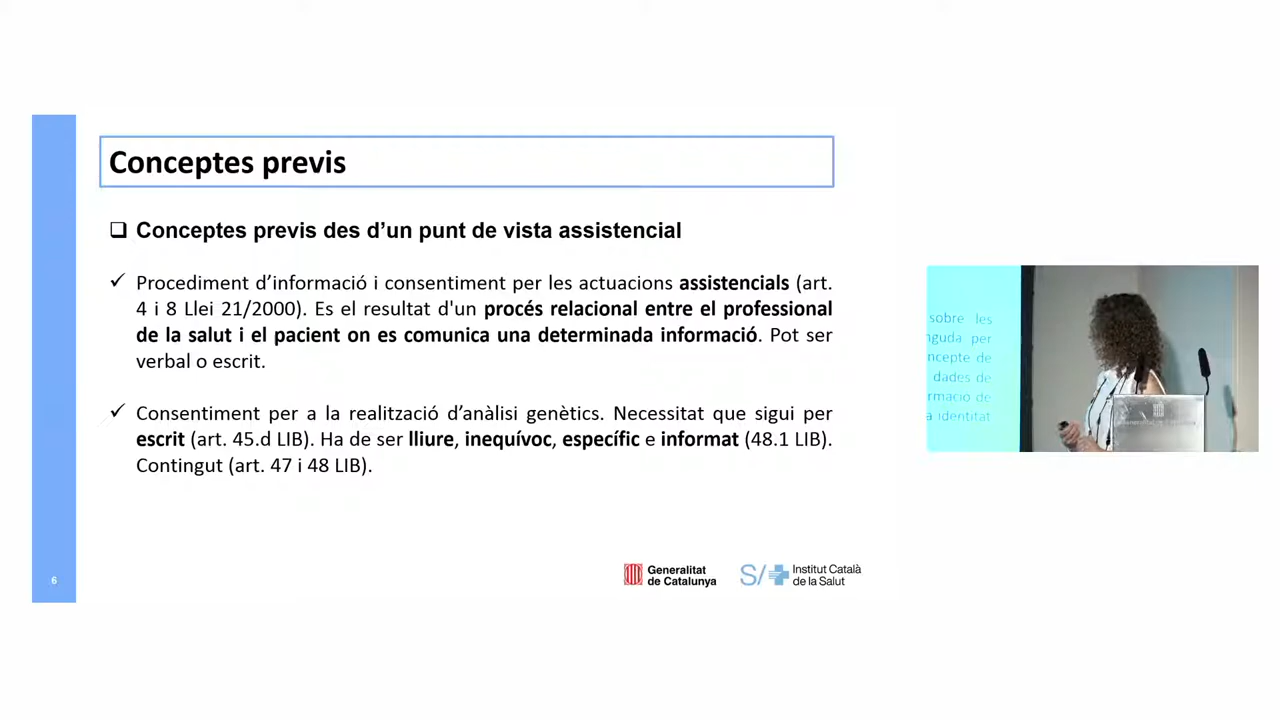 Conceptes previs
❑ Conceptes previs des d’un punt de vista assistencial
✓ Procediment d’informació i consentiment per les actuacions assistencials (art.
4 i 8 Llei 21/2000). Es el resultat d'un procés relacional entre el professional
de la salut i el pacient on es comunica una determinada informació. Pot ser
verbal o escrit.
✓ Consentiment per a la realització d’anàlisi genètics. Necessitat que sigui per
escrit (art. 45.d LIB). Ha de ser lliure, inequívoc, específic e informat (48.1 LIB).
Contingut (art. 47 i 48 LIB).
6
Generalitat
de Catalunya
S/
Institut Català
de la Salut
sobre les
nguda per
ncepte de
dades de
rmació de
a identitat